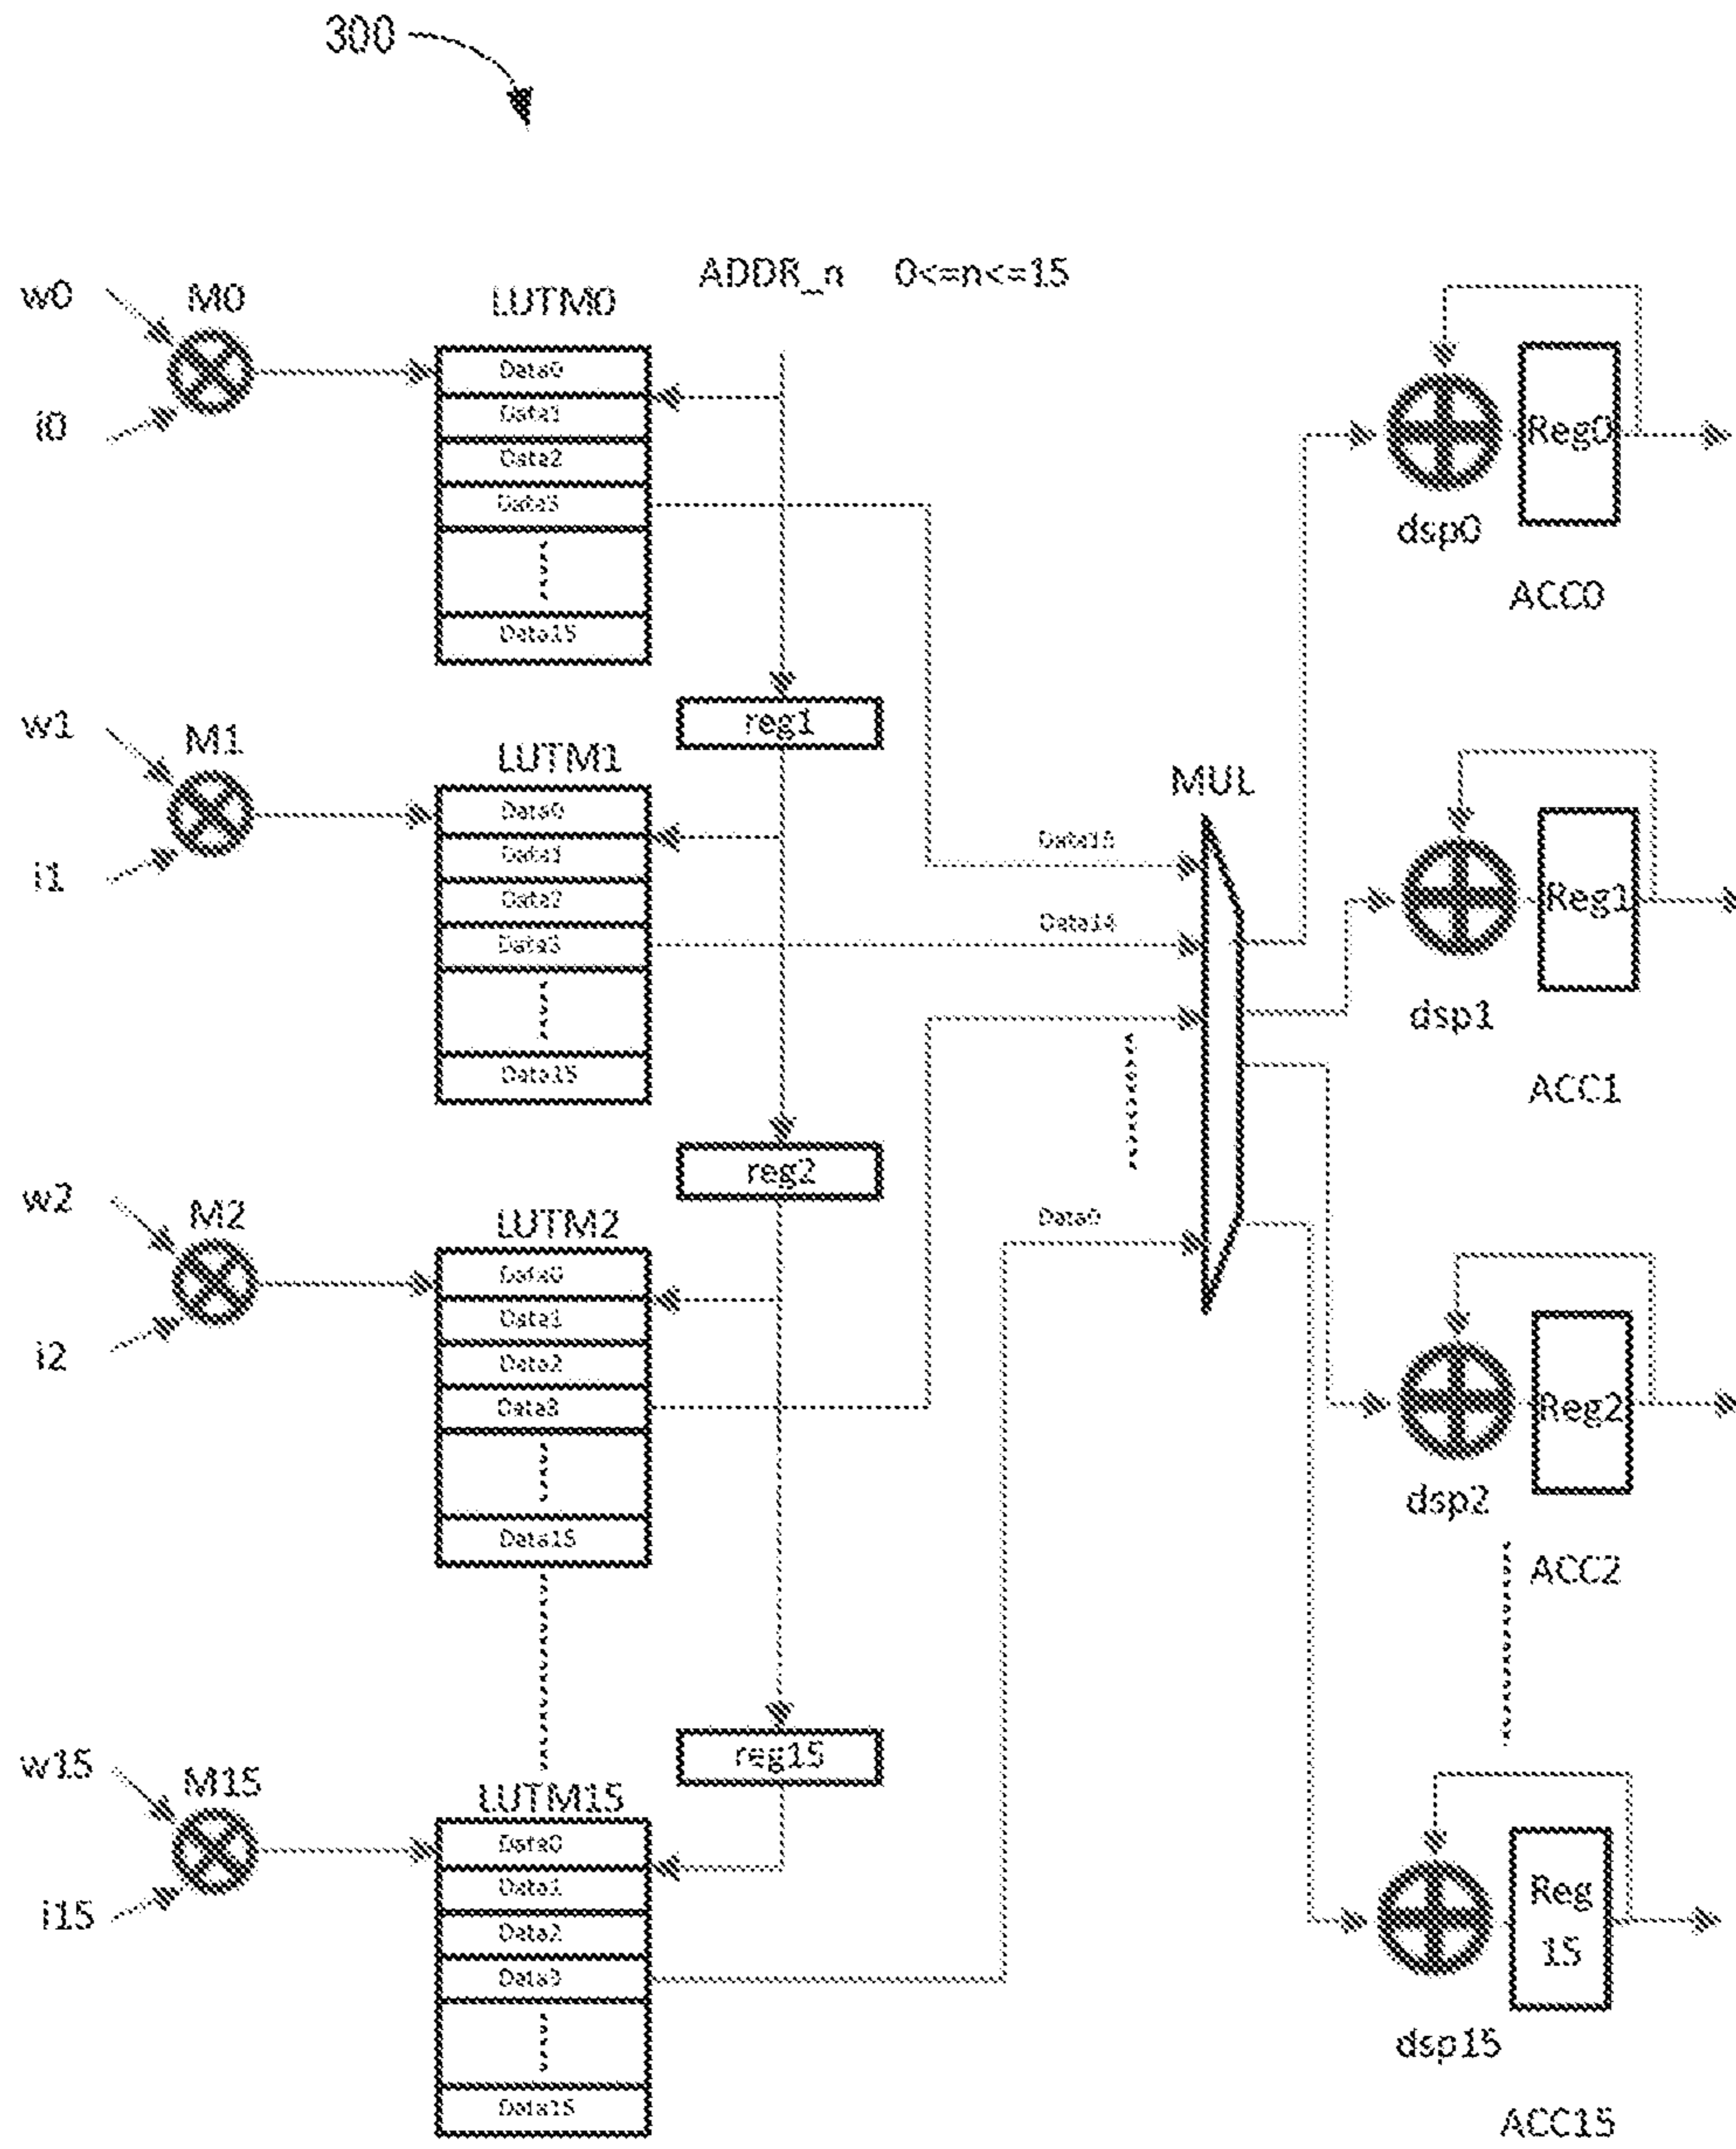 300
ADDR_n 0<=n<=15
w0
M0
i0
LUTM0
Data0
Data1
Data2
Data3
Data15
reg1
w1
M1
i1
LUTM1
Data0
Data1
Data2
Data3
Data15
reg2
w2
M2
i2
LUTM2
Data0
Data1
Data2
Data3
Data15
reg15
w15
M15
i15
LUTM15
Data0
Data1
Data2
Data3
Data15
MUL
Data15
Data14
Data0
Reg0
dsp0
ACC0
Reg1
dsp1
ACC1
Reg2
dsp2
ACC2
Reg
15
dsp15
ACC15